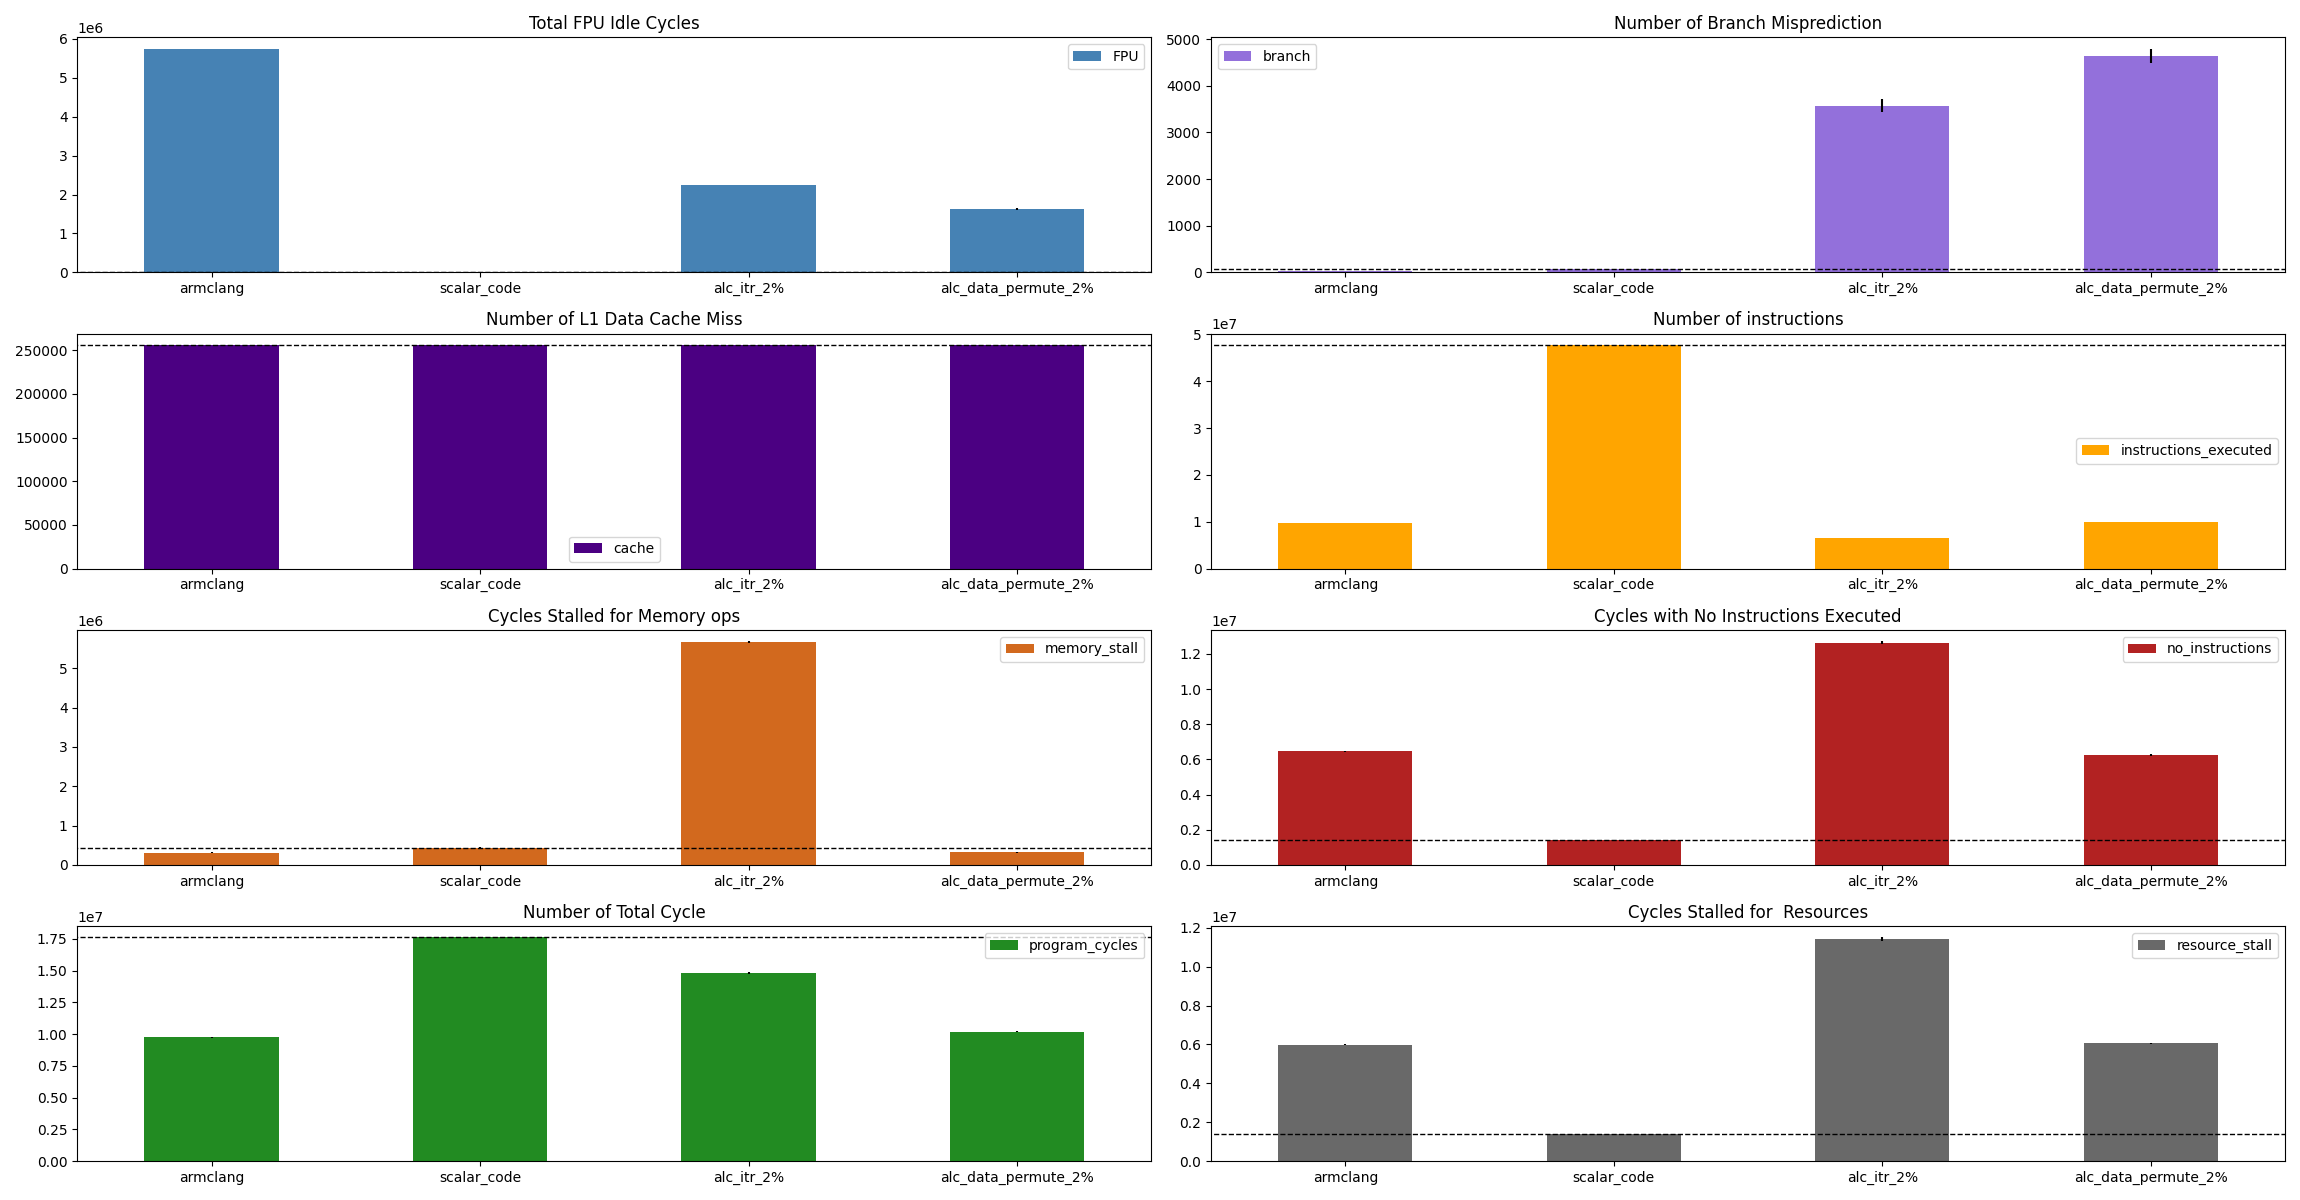 Total FPU Idle Cycles
1e6
6
5
4
3
2
1
0
FPU
armclang
scalar_code
alc_itr_2%
alc_data_permute_2%
Number of Branch Misprediction
5000
4000
3000
2000
1000
0
branch
armclang
scalar_code
alc_itr_2%
alc_data_permute_2%
Number of L1 Data Cache Miss
250000
200000
150000
100000
50000
0
cache
armclang
scalar_code
alc_itr_2%
alc_data_permute_2%
Number of instructions
1e7
5
4
3
2
1
0
instructions_executed
armclang
scalar_code
alc_itr_2%
alc_data_permute_2%
Cycles Stalled for Memory ops
1e6
5
4
3
2
1
0
memory_stall
armclang
scalar_code
alc_itr_2%
alc_data_permute_2%
Cycles with No Instructions Executed
1e7
1.2
1.0
0.8
0.6
0.4
0.2
0.0
no_instructions
armclang
scalar_code
alc_itr_2%
alc_data_permute_2%
Number of Total Cycle
1e7
1.75
1.50
1.25
1.00
0.75
0.50
0.25
0.00
program_cycles
armclang
scalar_code
alc_itr_2%
alc_data_permute_2%
Cycles Stalled for  Resources
1e7
1.2
1.0
0.8
0.6
0.4
0.2
0.0
resource_stall
armclang
scalar_code
alc_itr_2%
alc_data_permute_2%